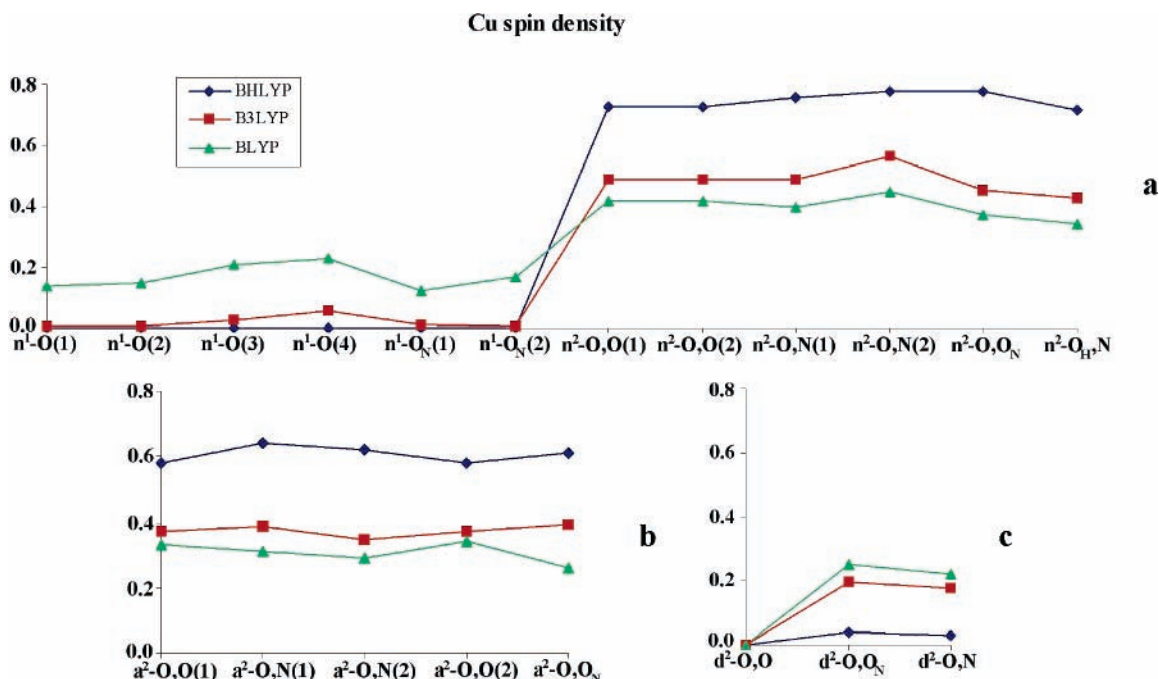 Cu spin density
0.8
0.6
0.4
0.2
0.0
BHLYP
B3LYP
BLYP
a
n¹-O(1) n¹-O(2) n¹-O(3) n¹-O(4) n¹-O_N(1) n¹-O_N(2) n²-O,O(1) n²-O,O(2) n²-O,N(1) n²-O,N(2) n²-O,O_N n²-O_H,N
0.8
0.6
0.4
0.2
0.0
b
a²-O,O(1) a²-O,N(1) a²-O,N(2) a²-O,O(2) a²-O,O_N
0.8
0.6
0.4
0.2
0.0
c
d²-O,O d²-O,O_N d²-O,N